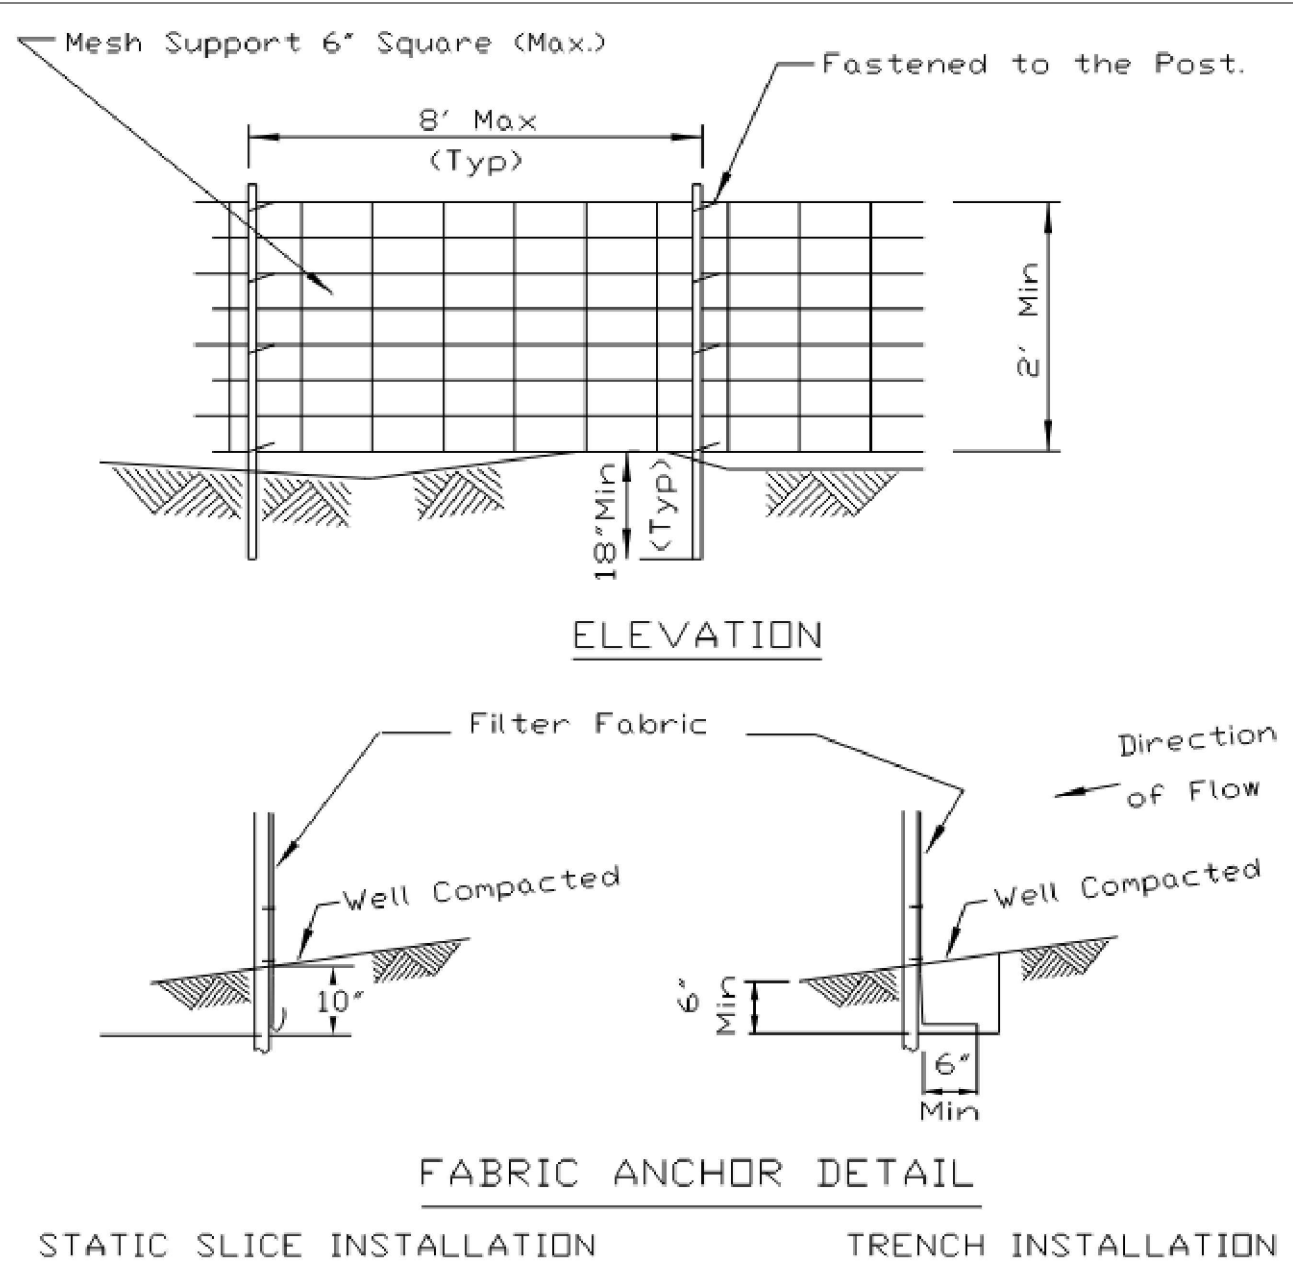 Mesh Support 6" Square (Max.)
Fastened to the Post.
8' Max
(Typ)
2' Min
18"Min
(Typ)
ELEVATION
Filter Fabric
Direction
of Flow
Well Compacted
Well Compacted
10"
6"
Min
6"
Min
FABRIC ANCHOR DETAIL
STATIC SLICE INSTALLATION
TRENCH INSTALLATION